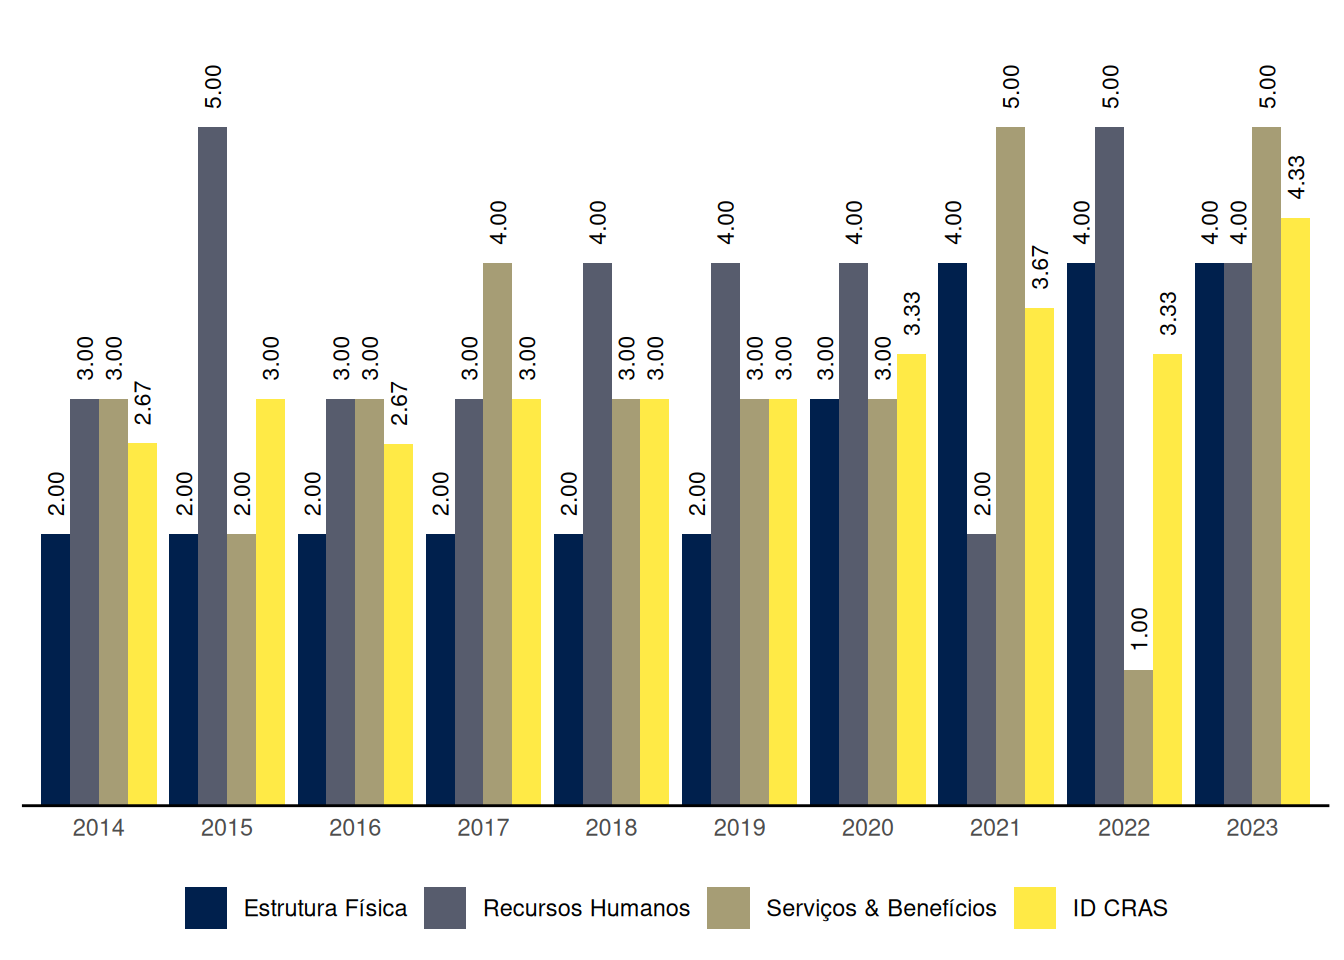 2.00 3.00 3.00 2.67
2.00 5.00 2.00 3.00
2.00 3.00 3.00 2.67
2.00 3.00 4.00 3.00
2.00 4.00 3.00 3.00
2.00 4.00 3.00 3.00
3.00 4.00 3.00 3.33
4.00 2.00 5.00 3.67
4.00 5.00 1.00 3.33
4.00 4.00 5.00 4.33
2014 2015 2016 2017 2018 2019 2020 2021 2022 2023
Estrutura Física Recursos Humanos Serviços & Benefícios ID CRAS